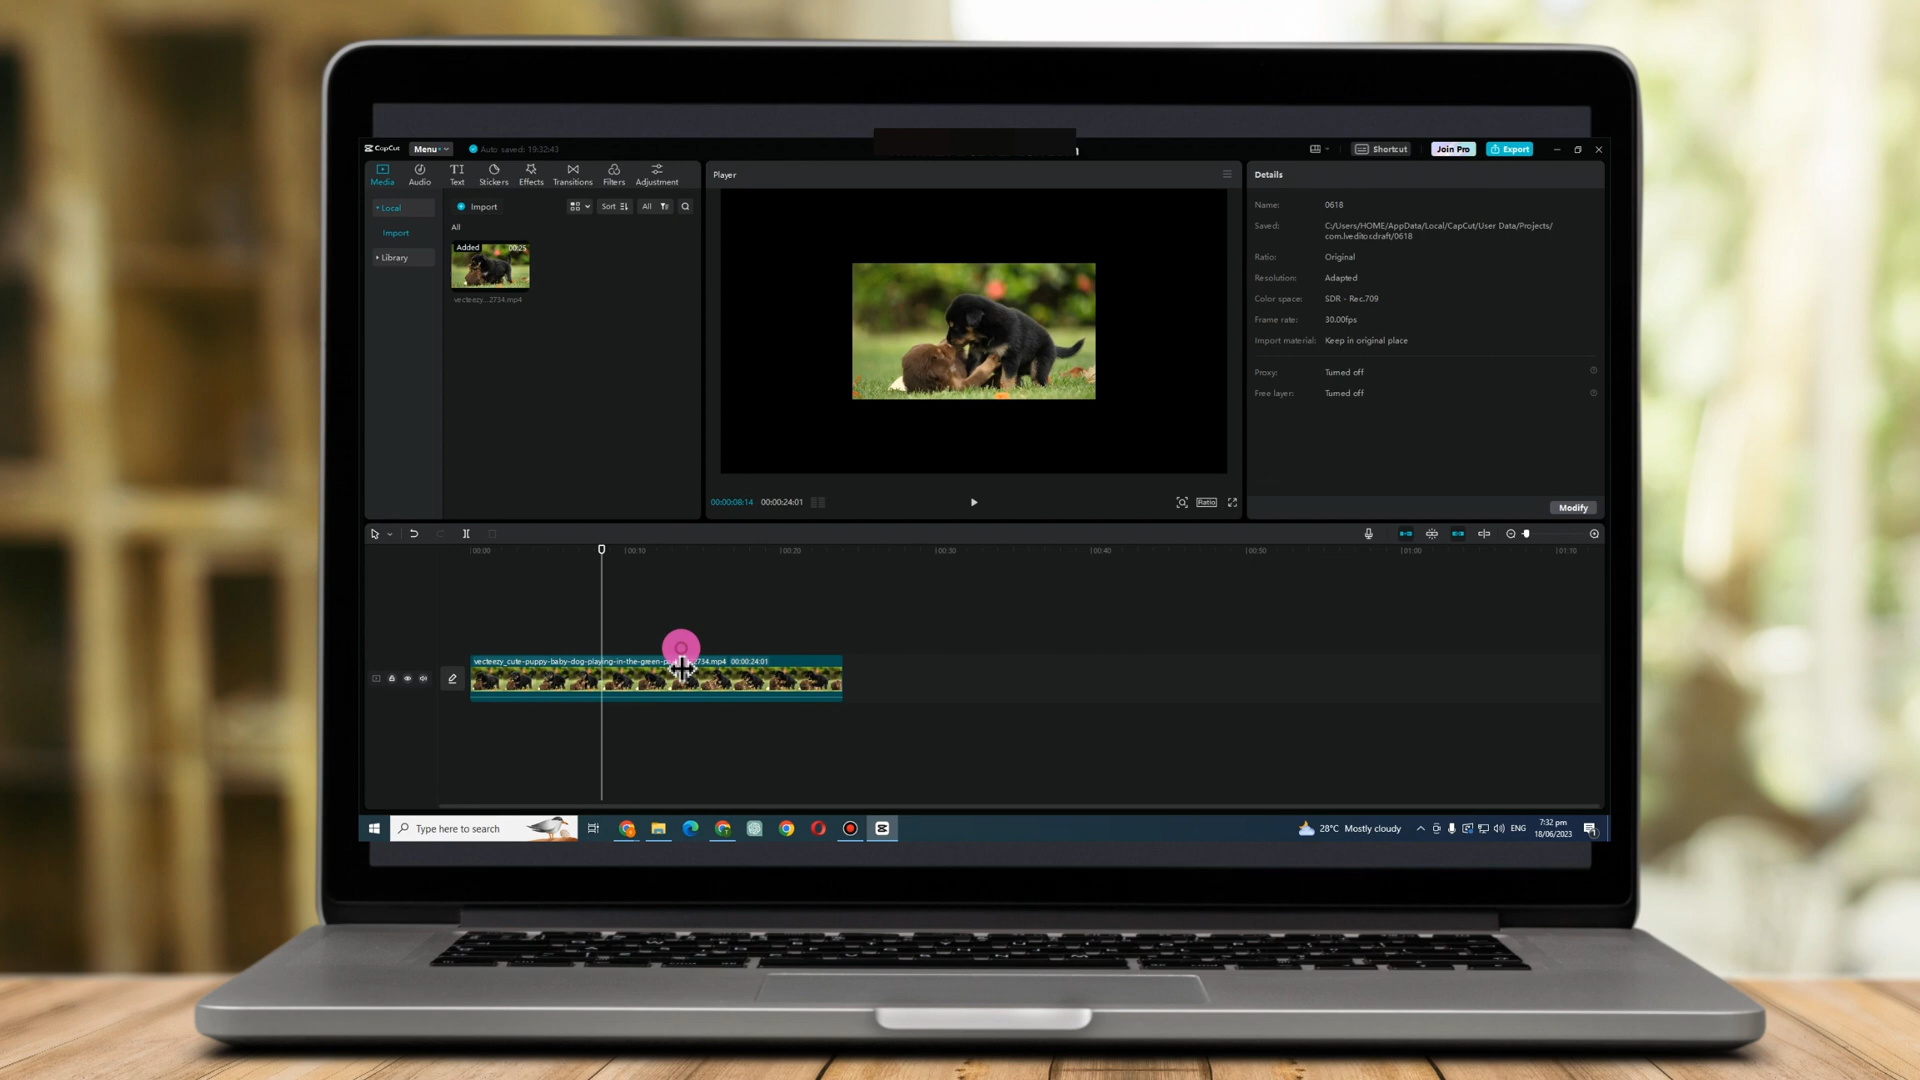 CapCut Menu Auto saved: 19:32:43 Shortcut Join Pro Export
Media Audio Text Stickers Effects Transitions Filters Adjustment
Local
Import
Library
Import Sort All
All
Added 00:25
vecteezy...2734.mp4
Player
00:00:08:14 00:00:24:01 Ratio
Details
Name: 0618
Saved: C:/Users/HOME/AppData/Local/CapCut/User Data/Projects/
com.lveditor.draft/0618
Ratio: Original
Resolution: Adapted
Color space: SDR - Rec.709
Frame rate: 30.00fps
Import material: Keep in original place
Proxy: Turned off
Free layer: Turned off
Modify
00:00 00:10 00:20 00:30 00:40 00:50 01:00 01:10
vecteezy_cute-puppy-baby-dog-playing-in-the-green-p 734.mp4 00:00:24:01
Type here to search 28°C Mostly cloudy ENG 7:32 pm
18/06/2023